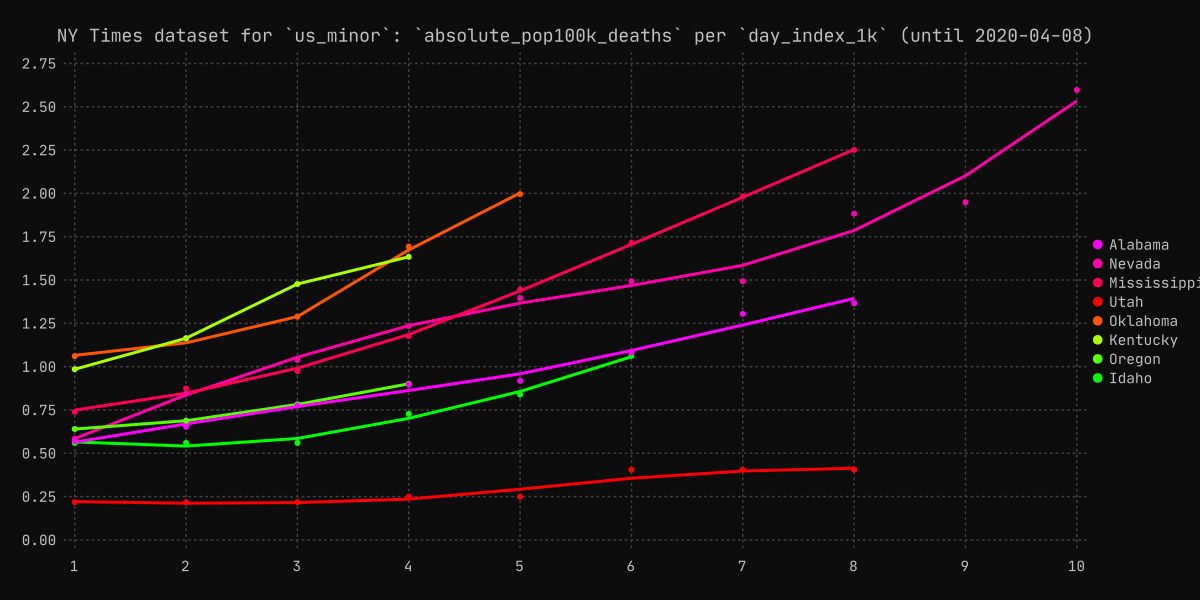 NY Times dataset for `us_minor`: `absolute_pop100k_deaths` per `day_index_1k` (until 2020-04-08)
2.75
2.50
2.25
2.00
1.75
1.50
1.25
1.00
0.75
0.50
0.25
0.00
1 2 3 4 5 6 7 8 9 10
Alabama
Nevada
Mississippi
Utah
Oklahoma
Kentucky
Oregon
Idaho